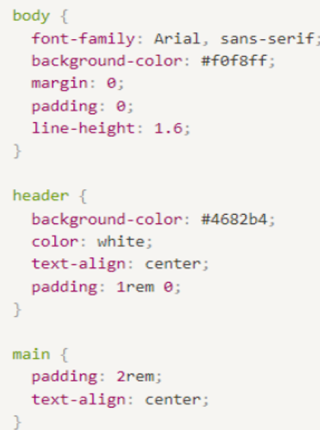 body {
font-family: Arial, sans-serif;
background-color: #f0f8ff;
margin: 0;
padding: 0;
line-height: 1.6;
}
header {
background-color: #4682b4;
color: white;
text-align: center;
padding: 1rem 0;
}
main {
padding: 2rem;
text-align: center;
}